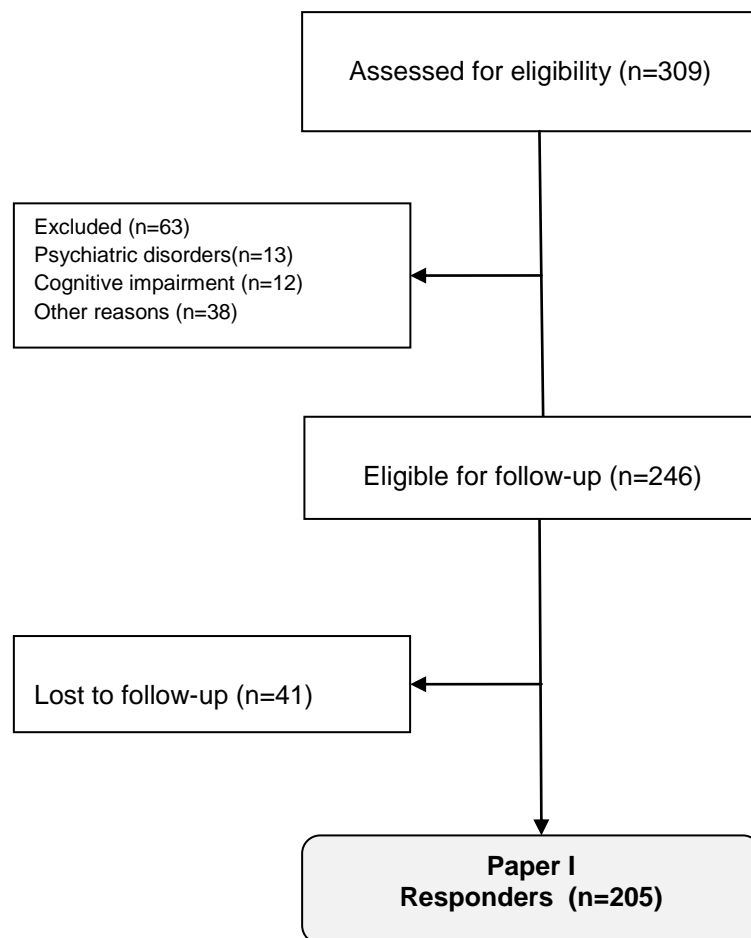 Assessed for eligibility (n=309)
Excluded (n=63)
Psychiatric disorders(n=13)
Cognitive impairment (n=12)
Other reasons (n=38)
Eligible for follow-up (n=246)
Lost to follow-up (n=41)
Paper I
Responders (n=205)